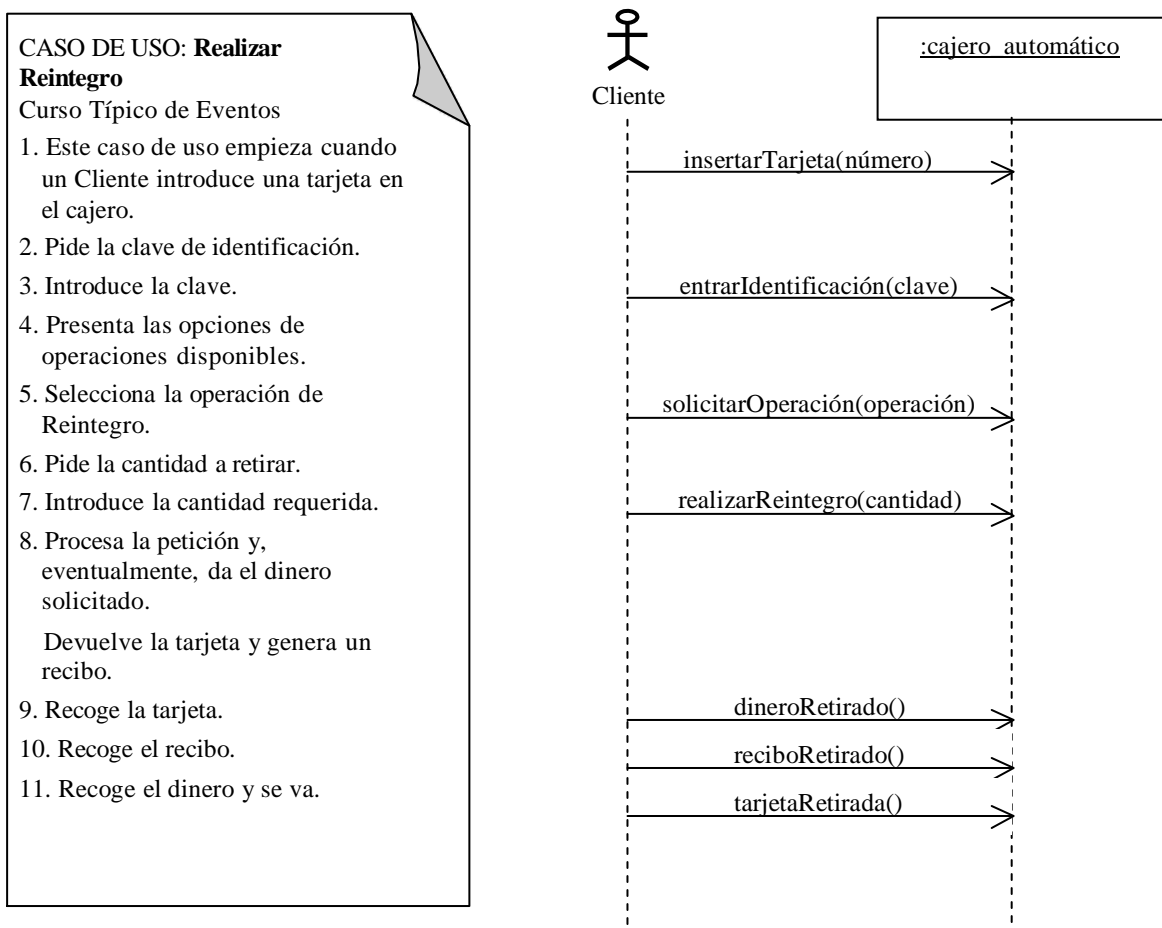 CASO DE USO: Realizar
Reintegro
Curso Típico de Eventos
1. Este caso de uso empieza cuando
un Cliente introduce una tarjeta en
el cajero.
2. Pide la clave de identificación.
3. Introduce la clave.
4. Presenta las opciones de
operaciones disponibles.
5. Selecciona la operación de
Reintegro.
6. Pide la cantidad a retirar.
7. Introduce la cantidad requerida.
8. Procesa la petición y,
eventualmente, da el dinero
solicitado.
Devuelve la tarjeta y genera un
recibo.
9. Recoge la tarjeta.
10. Recoge el recibo.
11. Recoge el dinero y se va.
Cliente
:cajero automático
insertarTarjeta(número)
entrarIdentificación(clave)
solicitarOperación(operación)
realizarReintegro(cantidad)
dineroRetirado()
reciboRetirado()
tarjetaRetirada()